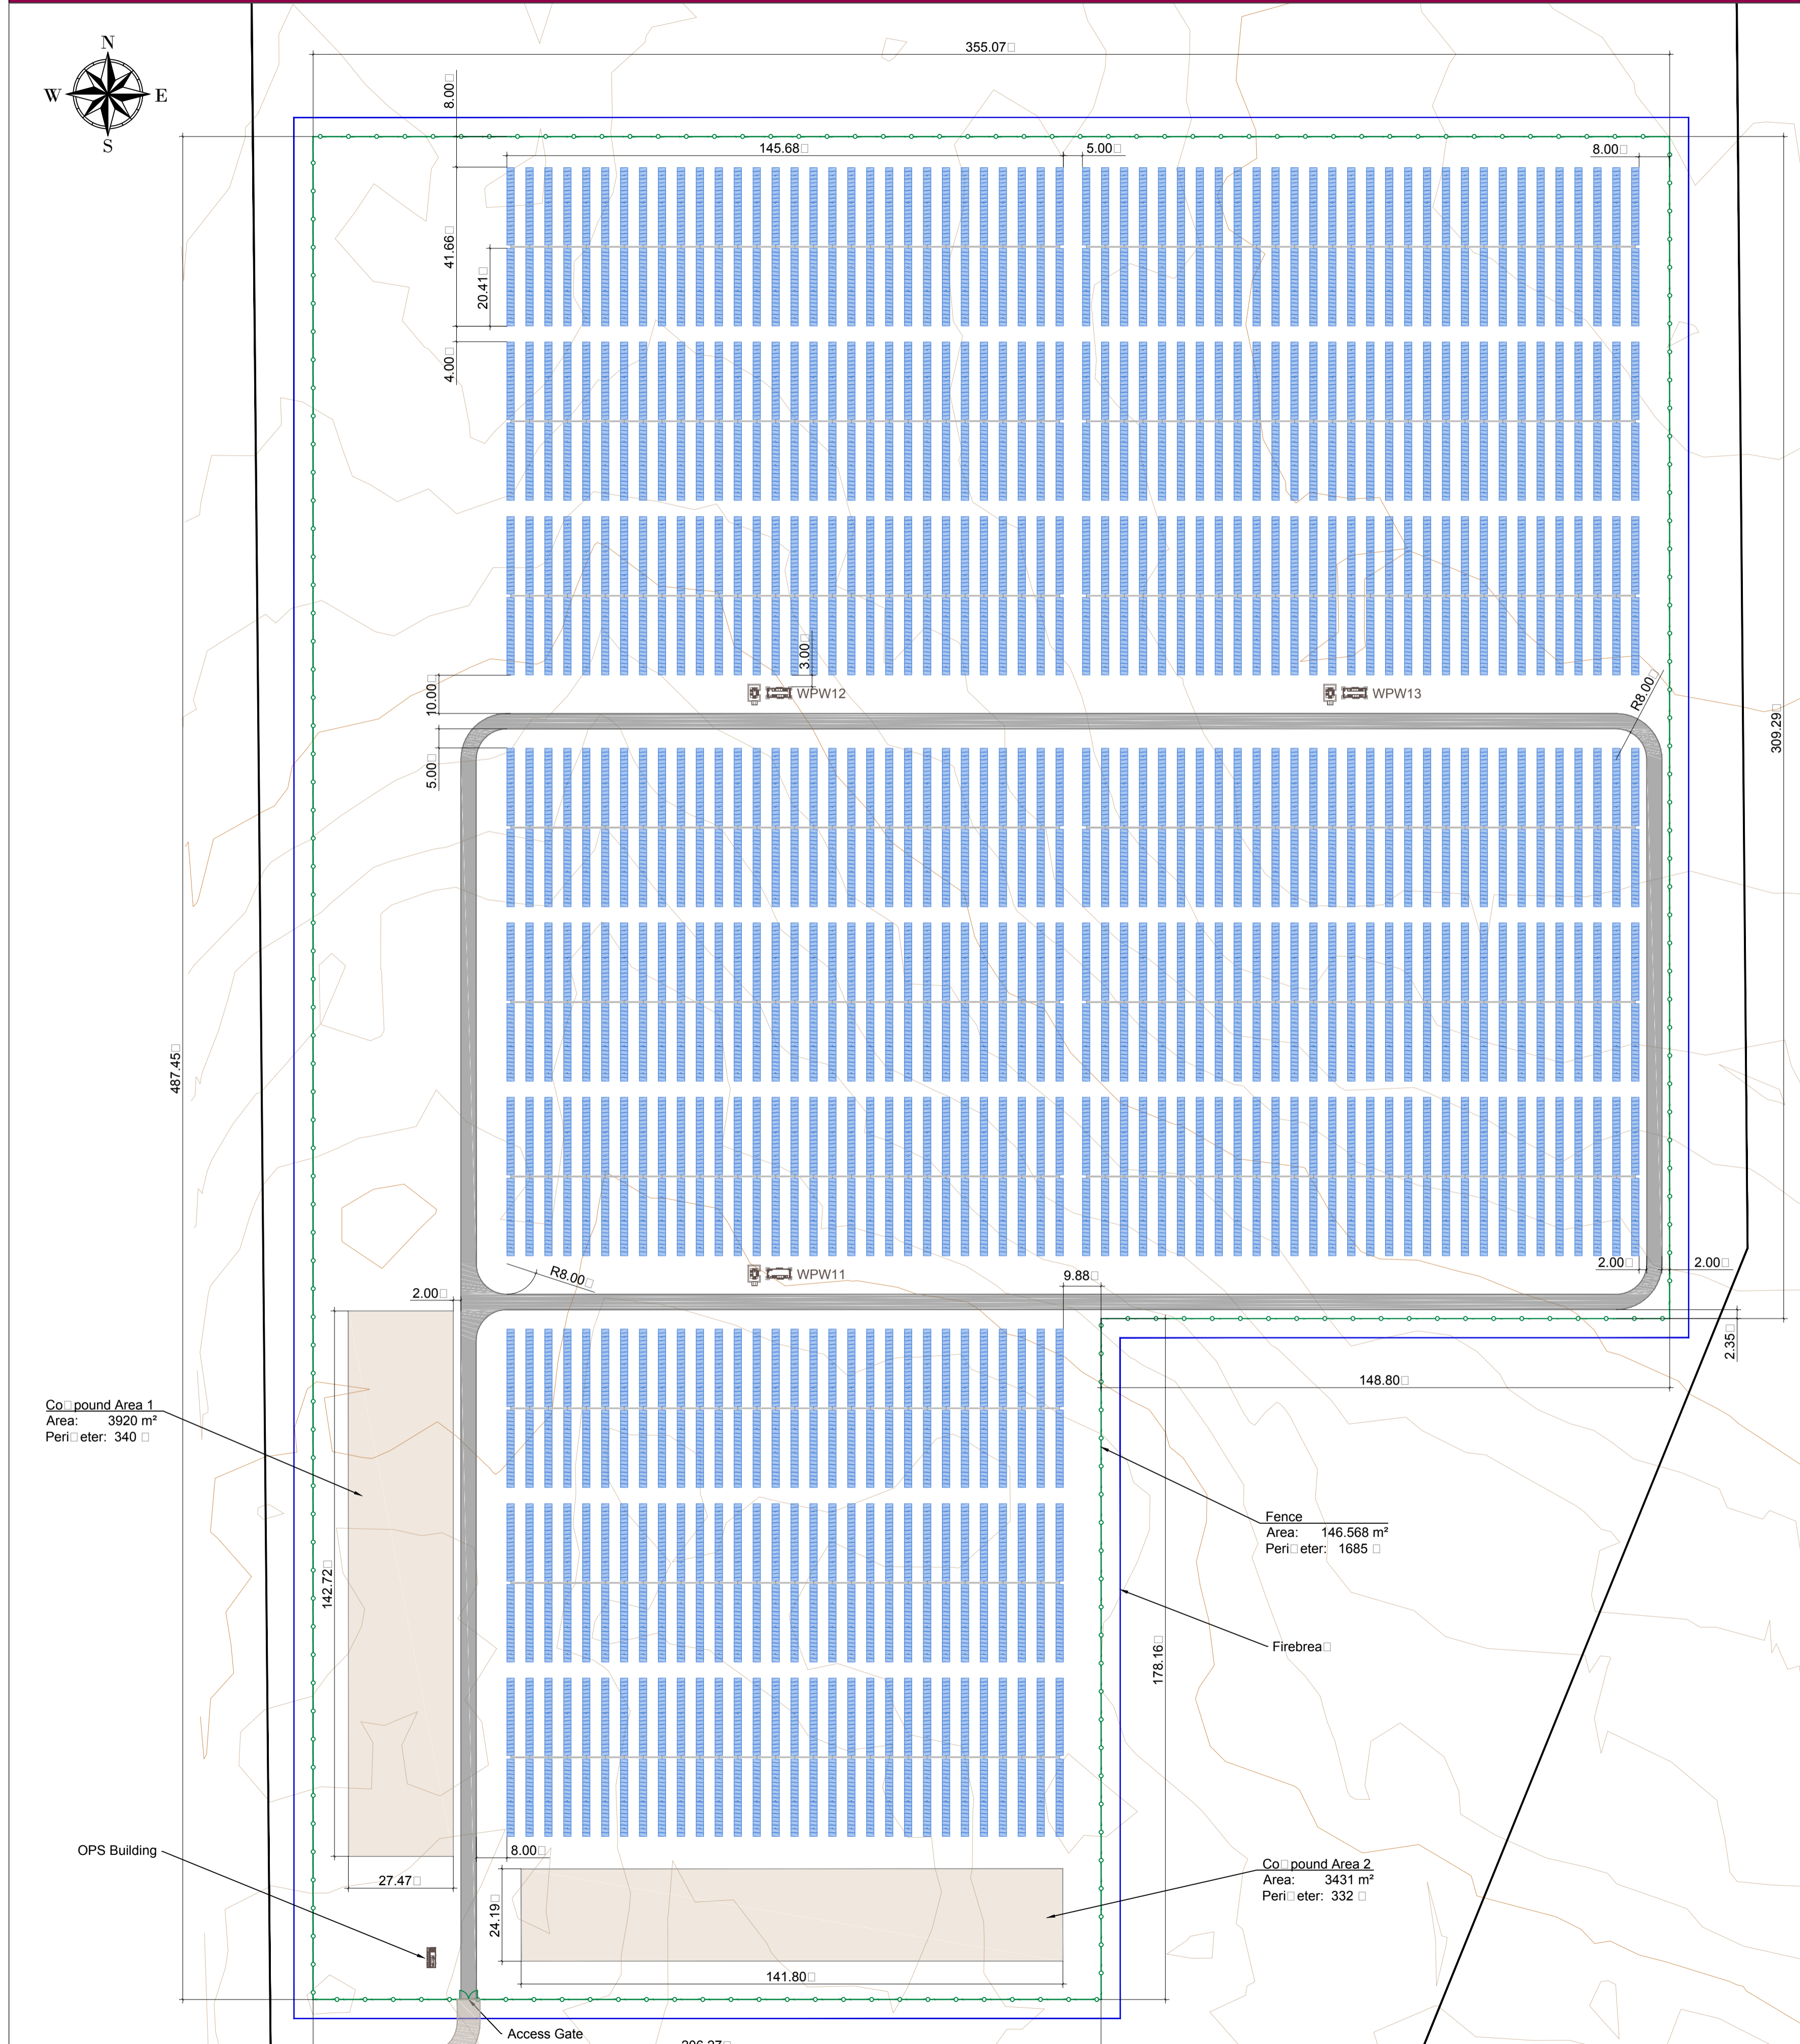 N
W E
S
355.07□
8.00□
145.68□
5.00□
8.00□
41.66□
20.41□
4.00□
3.00□
WPW12
WPW13
10.00□
R8.00□
309.29□
5.00□
487.45□
WPW11
R8.00□
9.88□
2.00□
2.00□
2.00□
2.35□
148.80□
Co□pound Area 1
Area: 3920 m²
Peri□eter: 340 □
Fence
Area: 146.568 m²
Peri□eter: 1685 □
142.72□
178.16□
Firebrea□
OPS Building
8.00□
27.47□
24.19□
Co□pound Area 2
Area: 3431 m²
Peri□eter: 332 □
141.80□
Access Gate